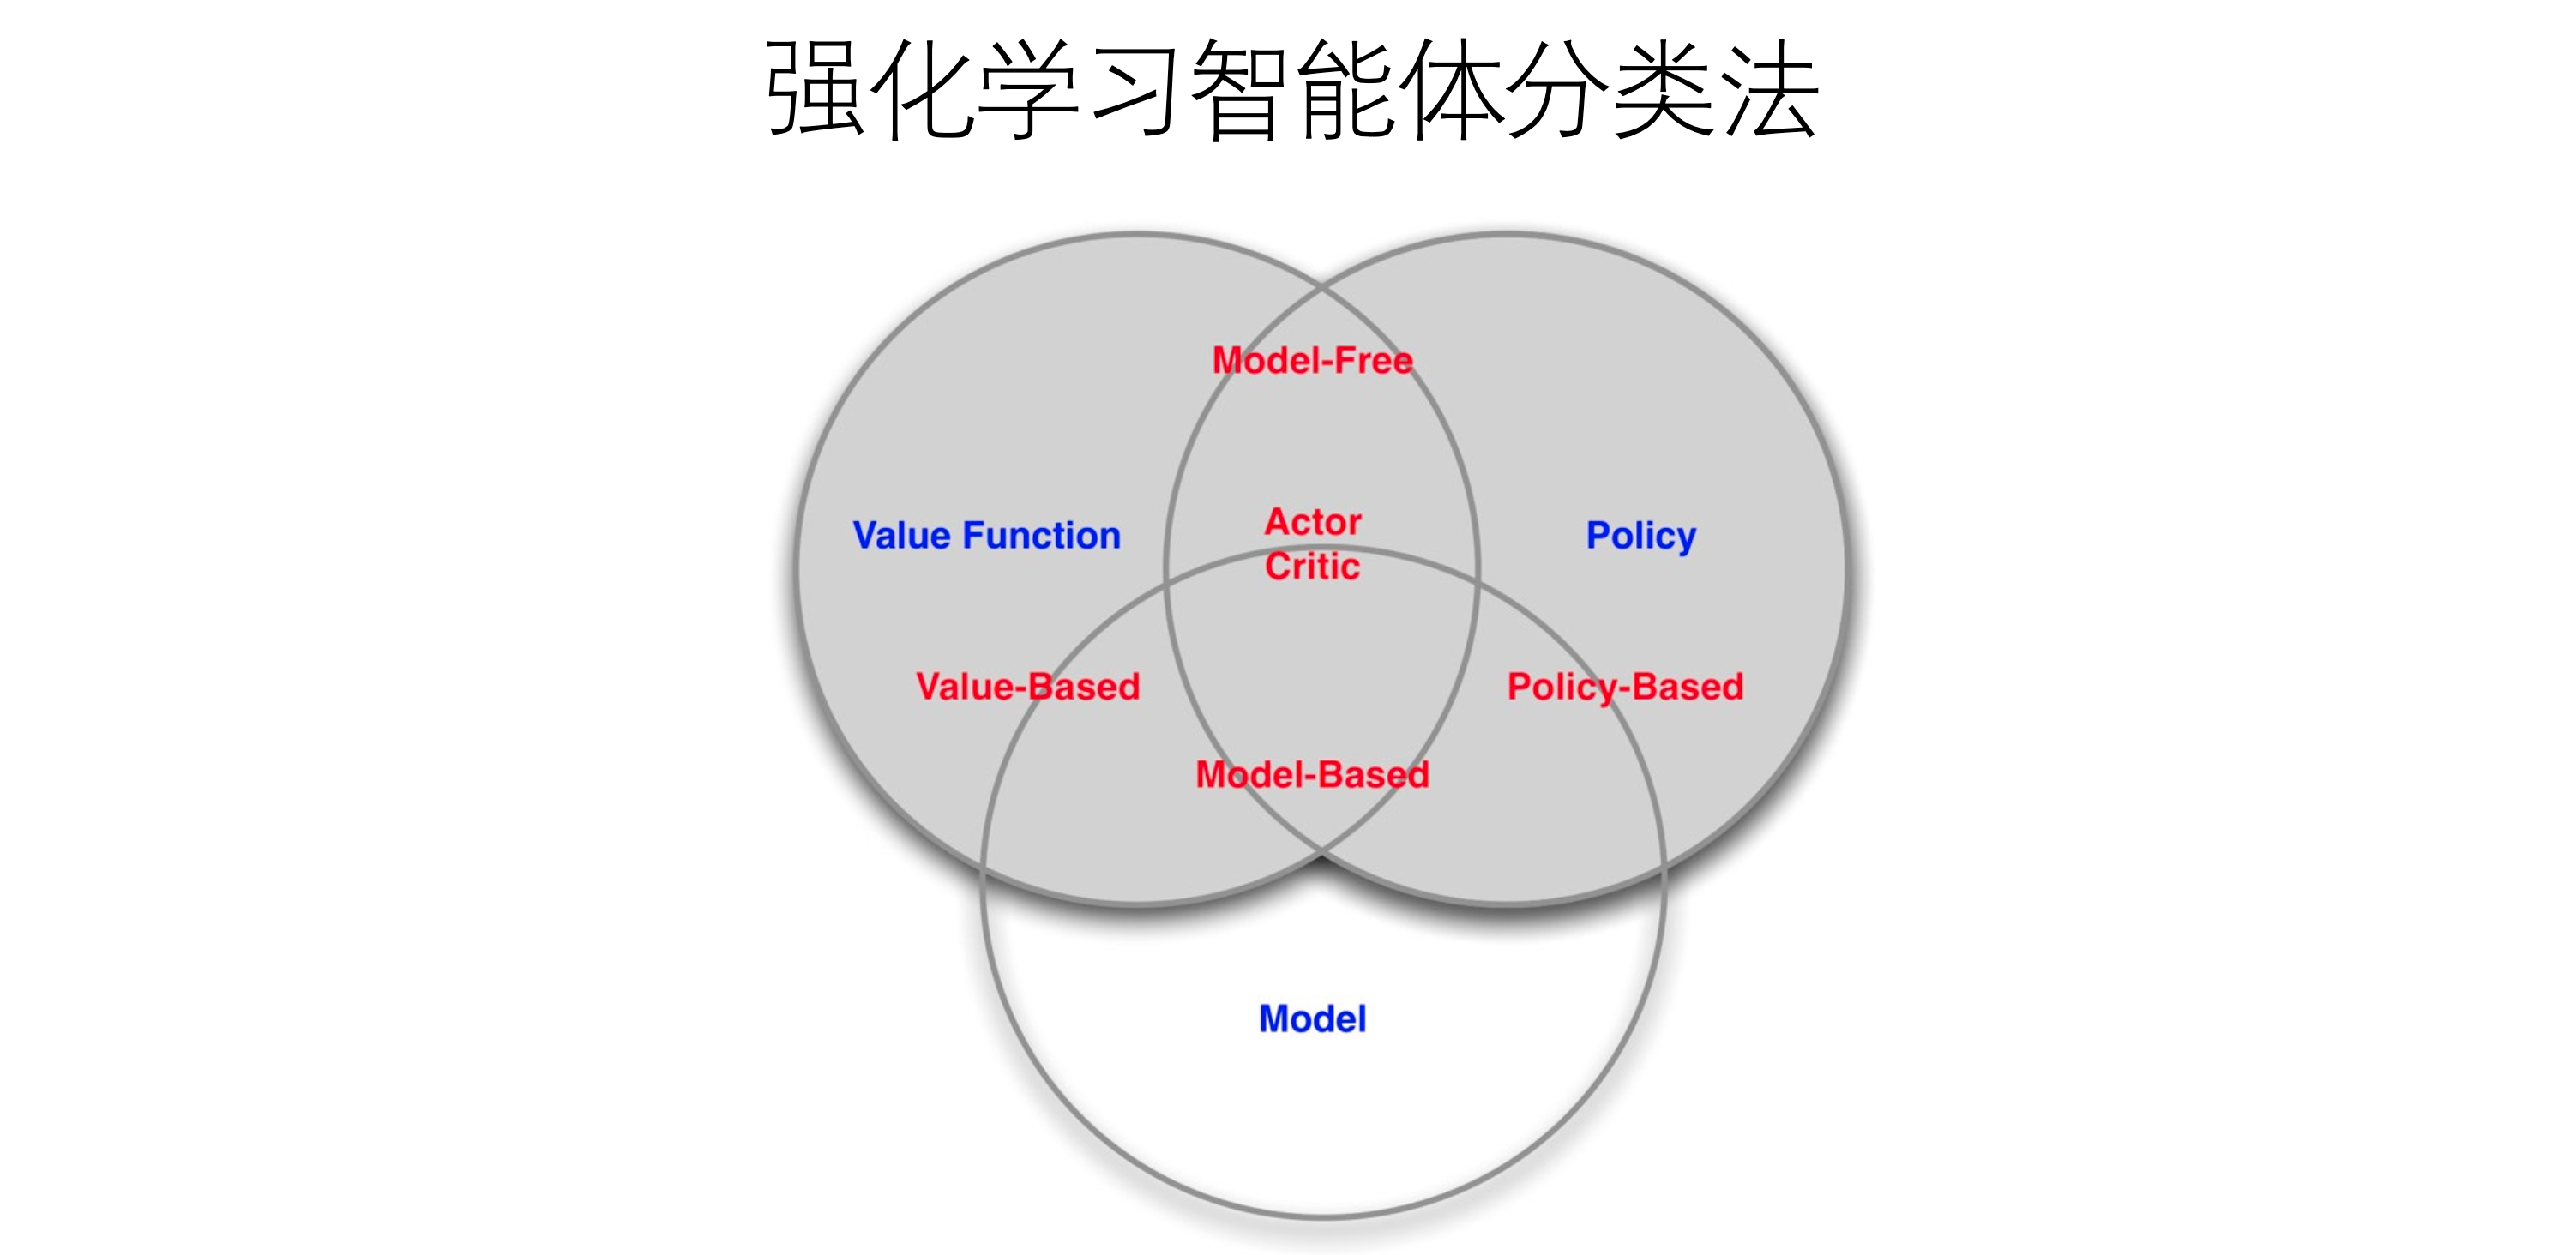 强化学习智能体分类法
Model-Free
Actor
Critic
Value Function
Policy
Value-Based
Policy-Based
Model-Based
Model